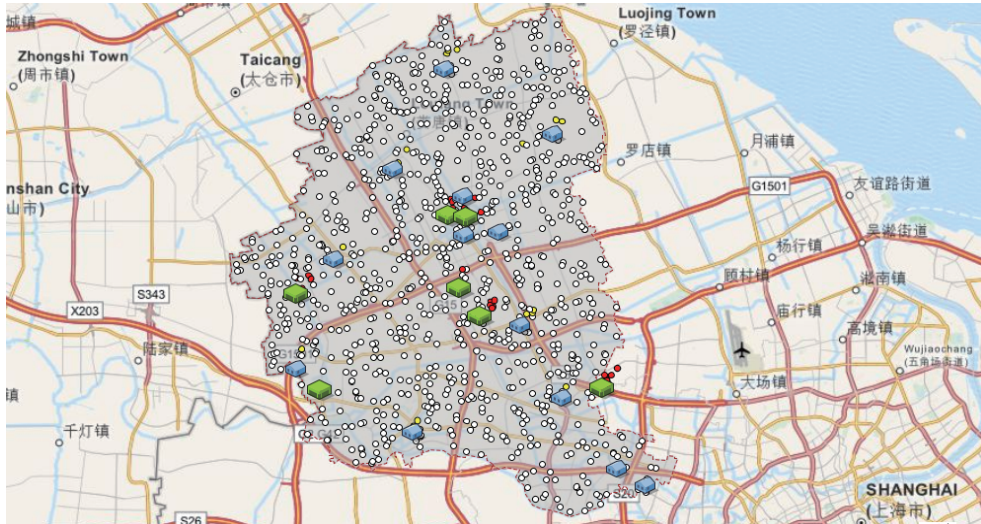 城镇
Luojing Town
(罗泾镇)
Zhongshi Town
(周市镇)
Taicang
(太仓市)
月浦镇
罗店镇
nshan City
山市)
G1501
友谊路街道
吴淞街道
杨行镇
顾村镇
淞南镇
S343
X203
庙行镇
高境镇
陆家镇
Wujiaochang
(五角场街道)
大场镇
千灯镇
S20
SHANGHAI
(上海市)
S26